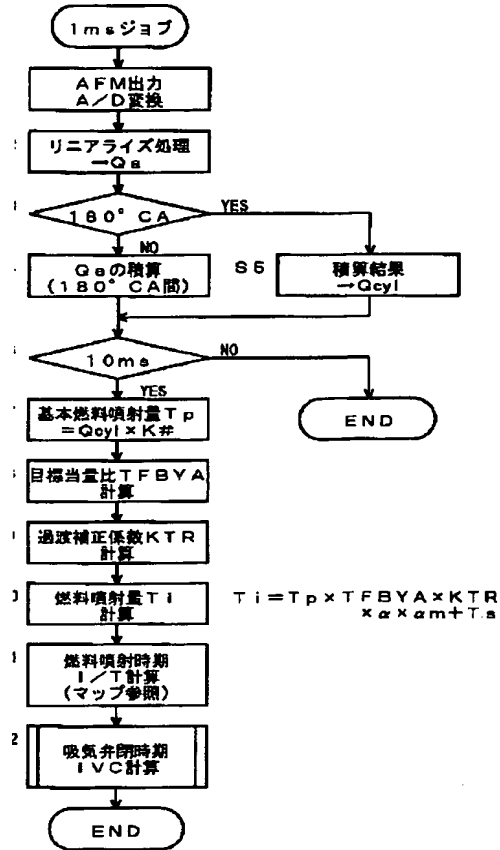 1msジョブ
AFM出力
A/D変換
リニアライズ処理
→Qa
180°CA
YES
NO
Qaの積算
(180°CA間)
S5
積算結果
→Qcyl
10ms
NO
YES
基本燃料噴射量Tp
=Qcyl×K#
END
目標当量比TFBYA
計算
過渡補正係数KTR
計算
燃料噴射量Ti
計算
Ti=Tp×TFBYA×KTR
×α×αm+Ts
燃料噴射時期
I/T計算
(マップ参照)
2
吸気弁閉時期
IVC計算
END